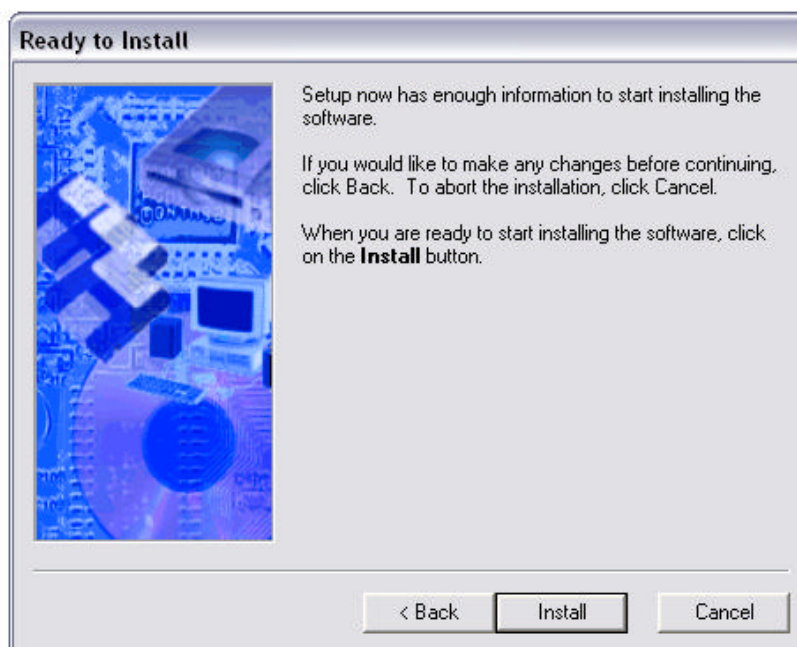 Ready to Install
Setup now has enough information to start installing the
software.
If you would like to make any changes before continuing,
click Back.  To abort the installation, click Cancel.
When you are ready to start installing the software, click
on the Install button.
< Back
Install
Cancel